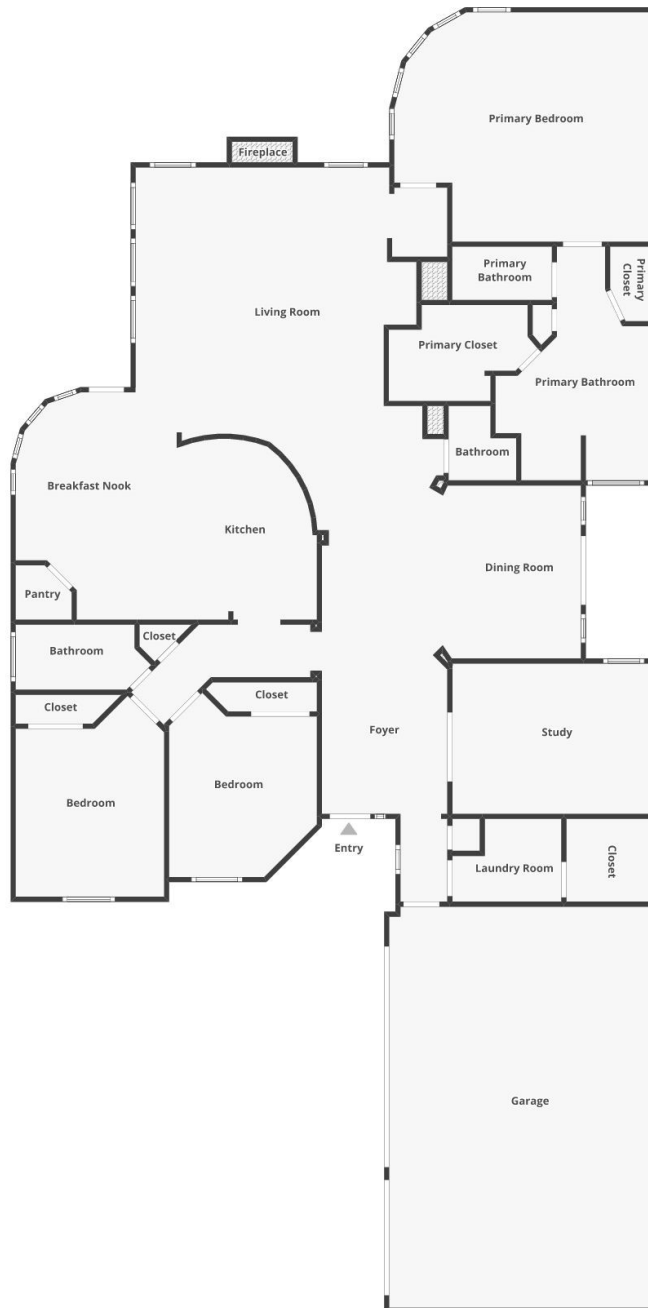 Primary Bedroom
Fireplace
Primary
Bathroom
Primary
Closet
Living Room
Primary Closet
Primary Bathroom
Bathroom
Breakfast Nook
Kitchen
Dining Room
Pantry
Bathroom
Closet
Closet
Closet
Foyer
Study
Bedroom
Bedroom
Entry
Laundry Room
Closet
Garage